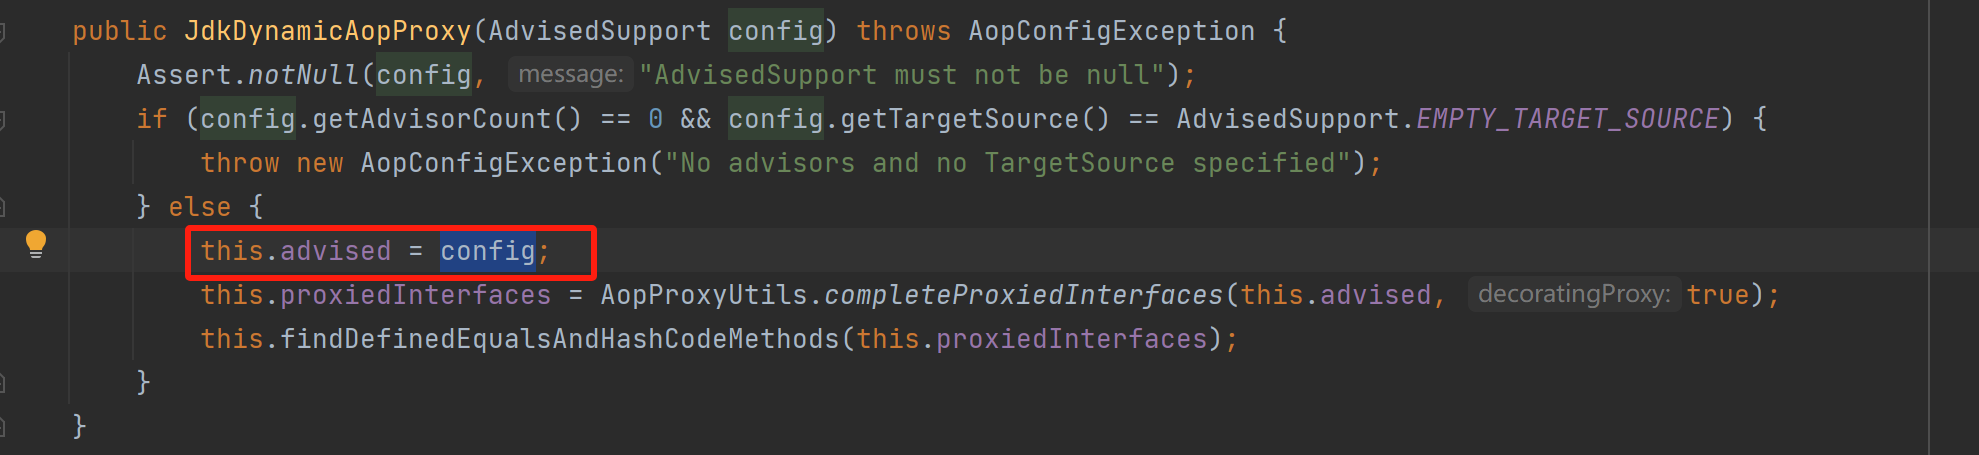 public JdkDynamicAopProxy(AdvisedSupport config) throws AopConfigException {
Assert.notNull(config, message: "AdvisedSupport must not be null");
if (config.getAdvisorCount() == 0 && config.getTargetSource() == AdvisedSupport.EMPTY_TARGET_SOURCE) {
throw new AopConfigException("No advisors and no TargetSource specified");
} else {
this.advised = config;
this.proxiedInterfaces = AopProxyUtils.completeProxiedInterfaces(this.advised, decoratingProxy: true);
this.findDefinedEqualsAndHashCodeMethods(this.proxiedInterfaces);
}
}